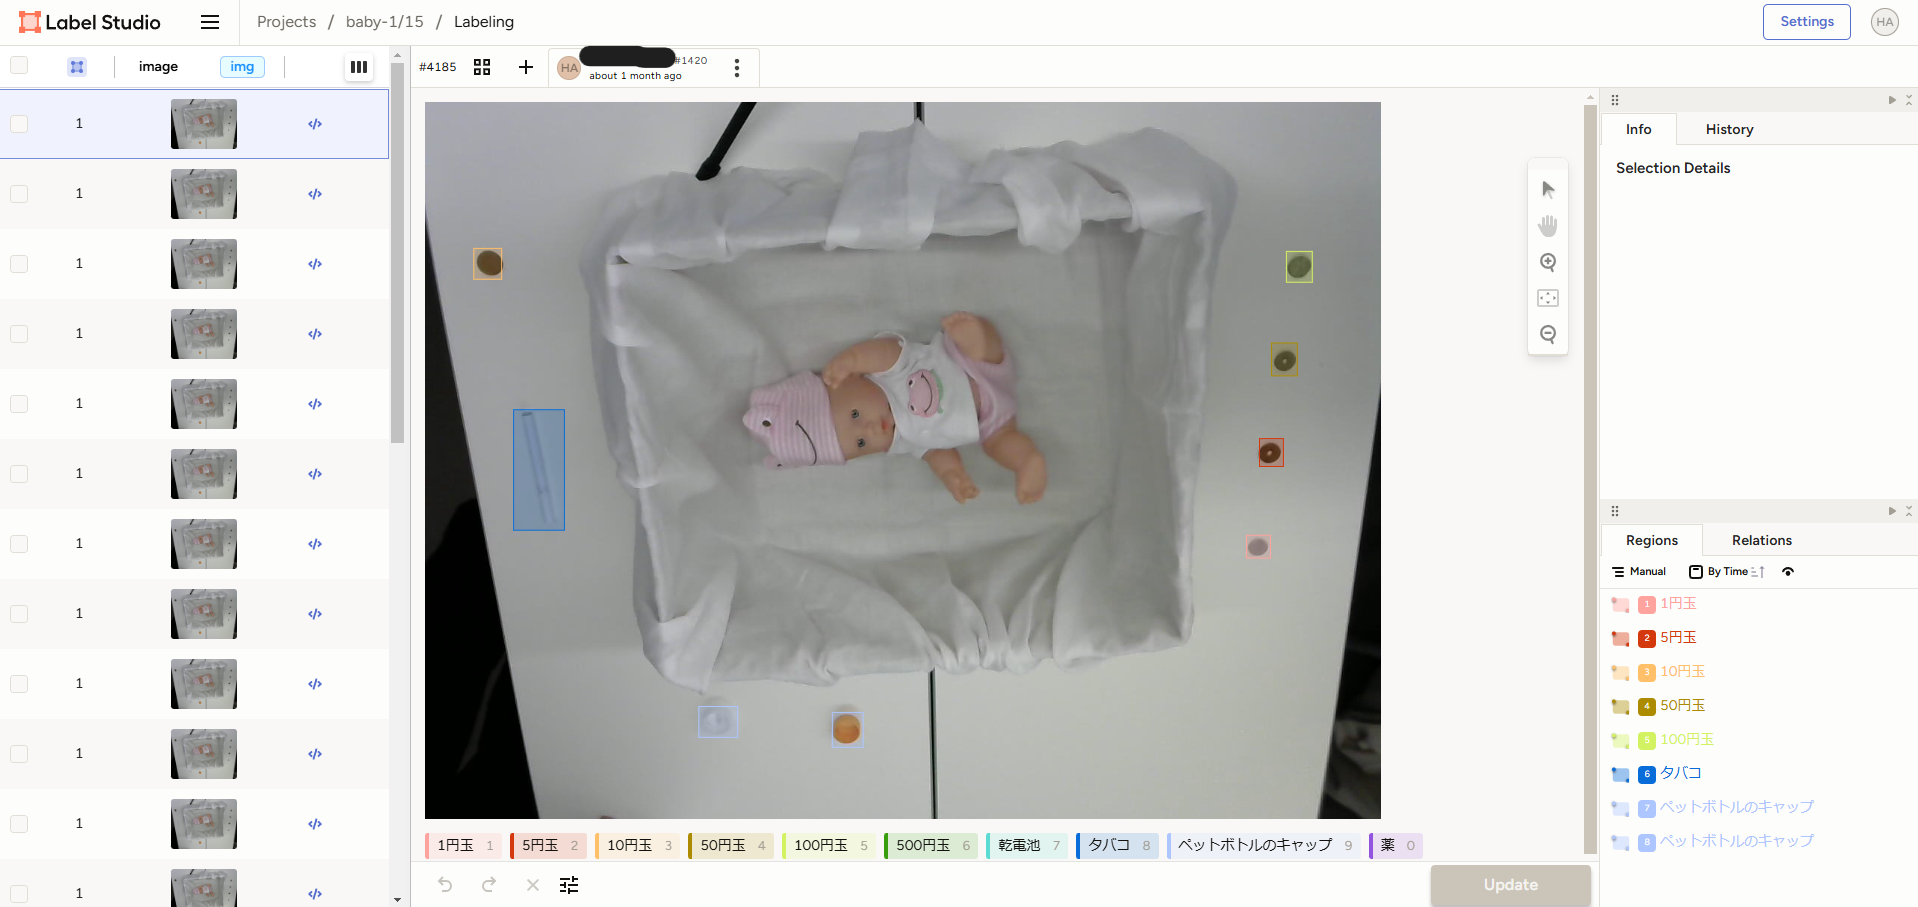 Label Studio
Projects / baby-1/15 / Labeling
Settings
HA
image
img
#4185
HA
#1420
about 1 month ago
1
1
1
1
1
1
1
1
1
1
1
1
Info
History
Selection Details
Regions
Relations
Manual
By Time
1 1円玉
2 5円玉
3 10円玉
4 50円玉
5 100円玉
6 タバコ
7 ペットボトルのキャップ
8 ペットボトルのキャップ
1円玉 1
5円玉 2
10円玉 3
50円玉 4
100円玉 5
500円玉 6
乾電池 7
タバコ 8
ペットボトルのキャップ 9
薬 0
Update